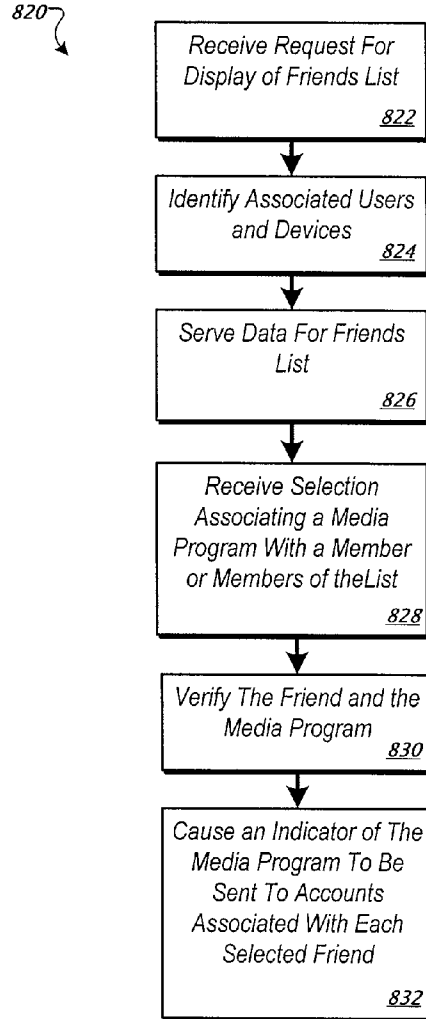 820
Receive Request For
Display of Friends List
822
Identify Associated Users
and Devices
824
Serve Data For Friends
List
826
Receive Selection
Associating a Media
Program With a Member
or Members of theList
828
Verify The Friend and the
Media Program
830
Cause an Indicator of The
Media Program To Be
Sent To Accounts
Associated With Each
Selected Friend
832